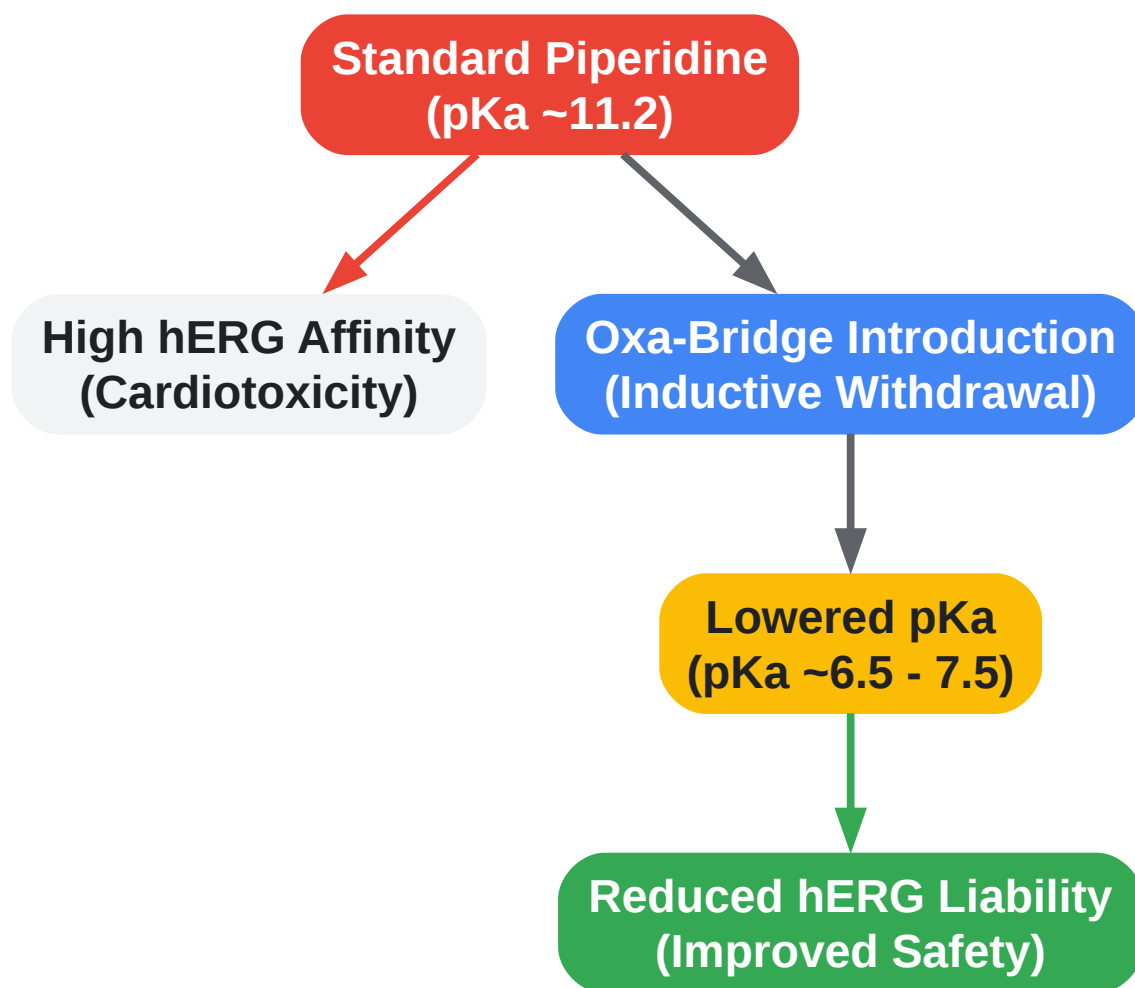 Standard Piperidine
(pKa ~11.2)
High hERG Affinity
(Cardiotoxicity)
Oxa-Bridge Introduction
(Inductive Withdrawal)
Lowered pKa
(pKa ~6.5 - 7.5)
Reduced hERG Liability
(Improved Safety)